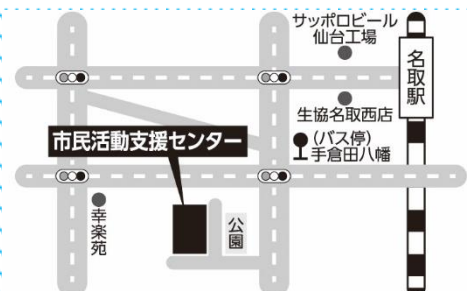 サッポロビール
仙台工場
名取駅
生協名取西店
市民活動支援センター
(バス停)
手倉田八幡
幸楽苑
公園